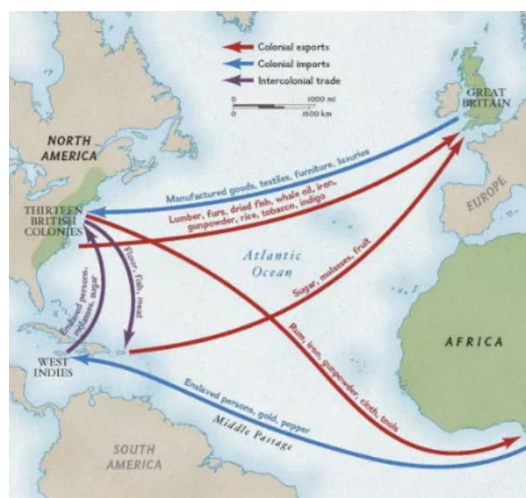 Colonial exports
Colonial imports
Intercolonial trade
0 1000 mi
0 1500 km
GREAT
BRITAIN
NORTH
AMERICA
EUROPE
Manufactured goods, textiles, furniture, luxuries
Lumber, furs, dried fish, whale oil, iron,
gunpowder, rice, tobacco, indigo
THIRTEEN
BRITISH
COLONIES
Flour, fish, meat
Atlantic
Ocean
Sugar, molasses, fruit
Enslaved persons,
molasses, sugar
Rum, iron, gunpowder, cloth, tools
AFRICA
WEST
INDIES
Enslaved persons, gold, pepper
Middle Passage
SOUTH
AMERICA